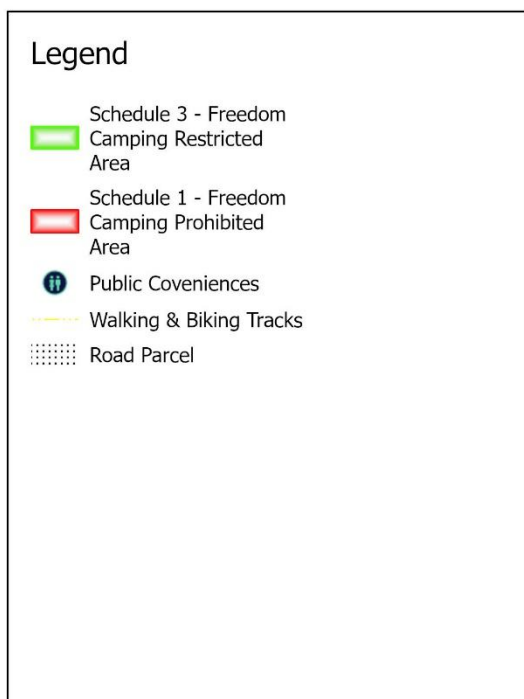 Legend
Schedule 3 - Freedom
Camping Restricted
Area
Schedule 1 - Freedom
Camping Prohibited
Area
Public Coveniences
Walking & Biking Tracks
Road Parcel